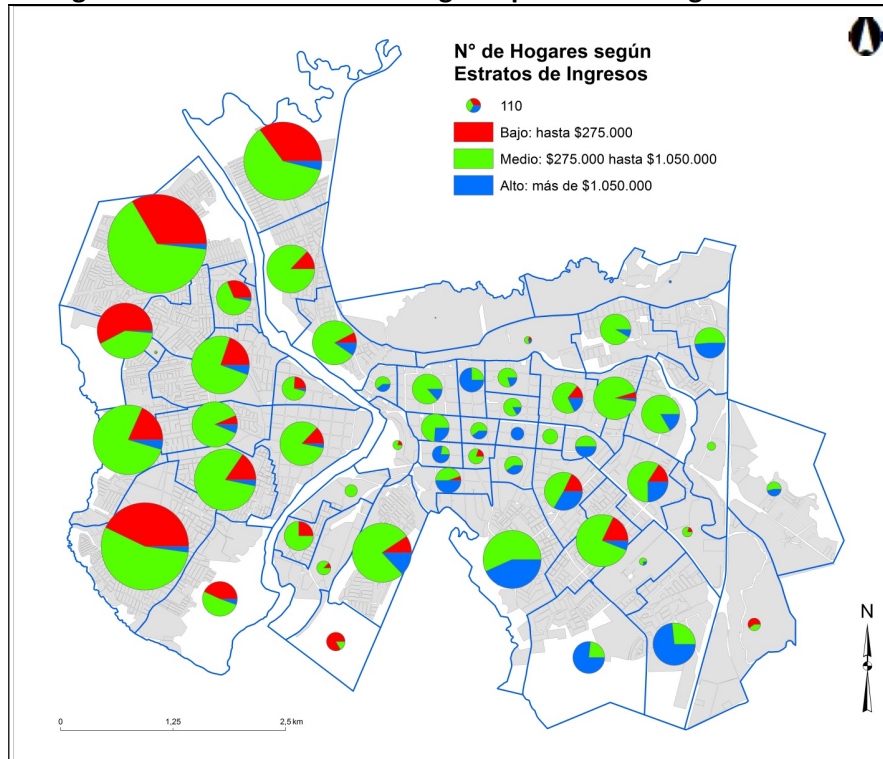 N° de Hogares según
Estratos de Ingresos
110
Bajo: hasta $275.000
Medio: $275.000 hasta $1.050.000
Alto: más de $1.050.000
N
0 1,25 2,5 km